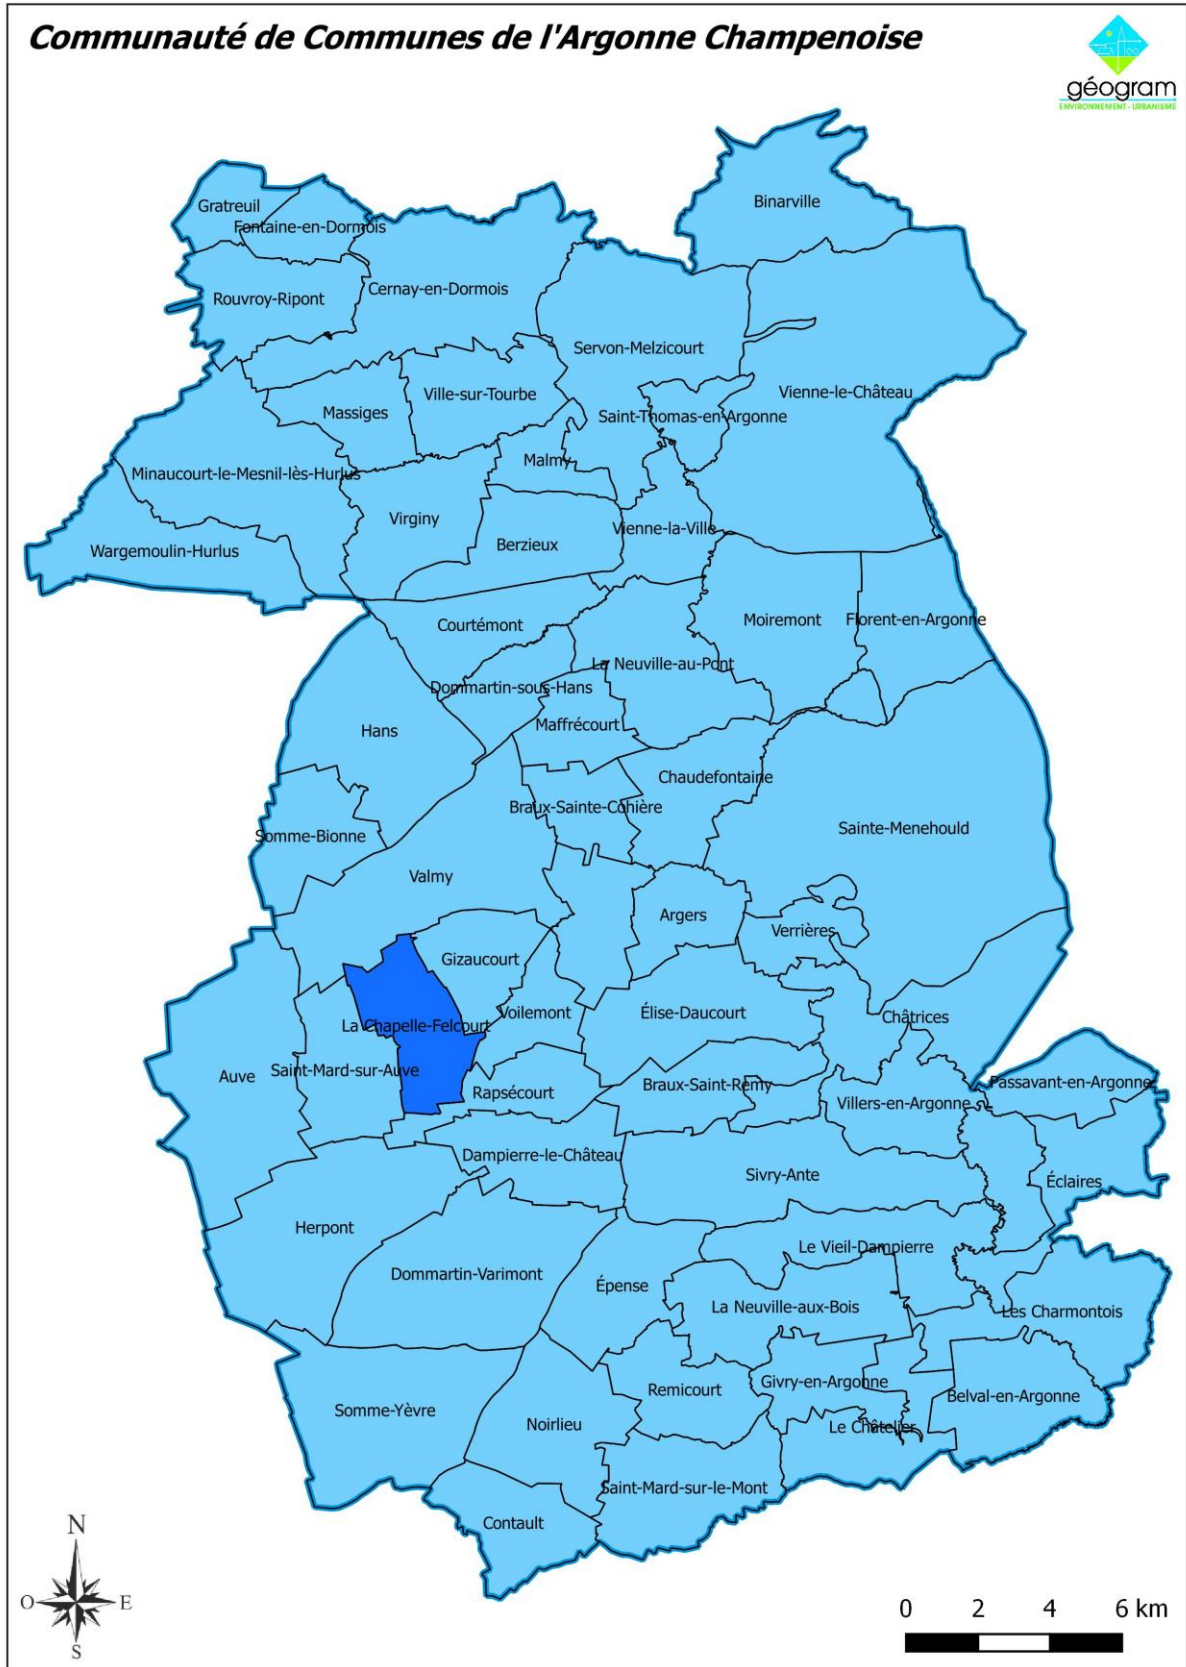 Communauté de Communes de l'Argonne Champenoise
géogram
ENVIRONNEMENT - URBANISME
Binarville
Gratreuil
Fontaine-en-Dormois
Cernay-en-Dormois
Rouvroy-Ripont
Servon-Melzicourt
Vienne-le-Château
Ville-sur-Tourbe
Massiges
Saint-Thomas-en-Argonne
Malmy
Minaucourt-le-Mesnil-lès-Hurlus
Virginy
Vienne-la-Ville
Berzieux
Wargemoulin-Hurlus
Courtémont
Moiremont
Florent-en-Argonne
La Neuville-au-Pont
Dommartin-sous-Hans
Maffrécourt
Hans
Chaudefontaine
Braux-Sainte-Cohière
Sainte-Menehould
Somme-Bionne
Valmy
Argers
Verrières
Gizaucourt
Voilemont
Élise-Daucourt
Châtrices
La Chapelle-Felcourt
Auve
Saint-Mard-sur-Auve
Rapsécourt
Braux-Saint-Remy
Passavant-en-Argonne
Villers-en-Argonne
Dampierre-le-Château
Sivry-Ante
Éclaires
Herpont
Le Vieil-Dampierre
Dommartin-Varimont
Épense
La Neuville-aux-Bois
Les Charmontois
Remicourt
Givry-en-Argonne
Belval-en-Argonne
Somme-Yèvre
Noirlieu
Le Châtelier
Saint-Mard-sur-le-Mont
Contault
N
O
E
S
0 2 4 6 km